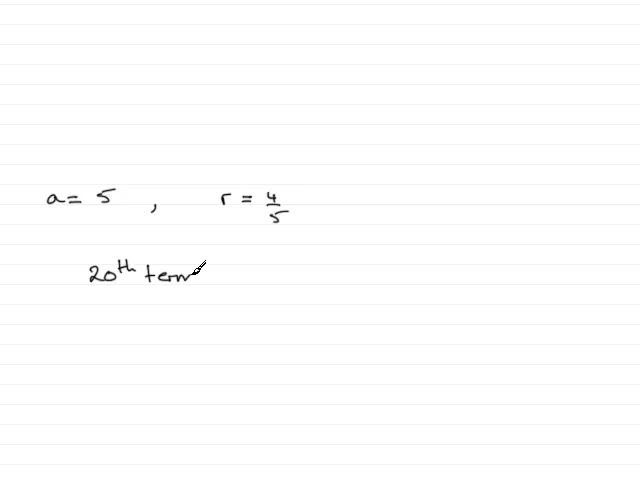 a = 5 , r = 4/5
20th term